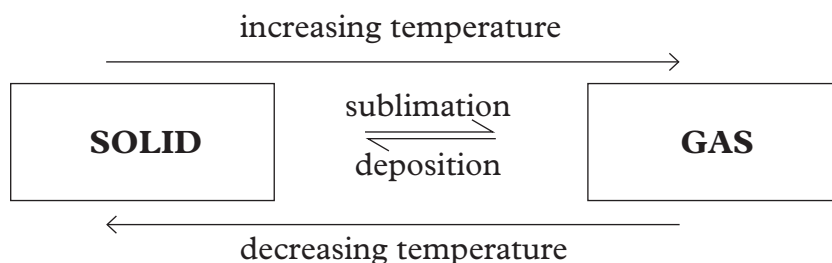 increasing temperature
SOLID
sublimation
deposition
GAS
decreasing temperature